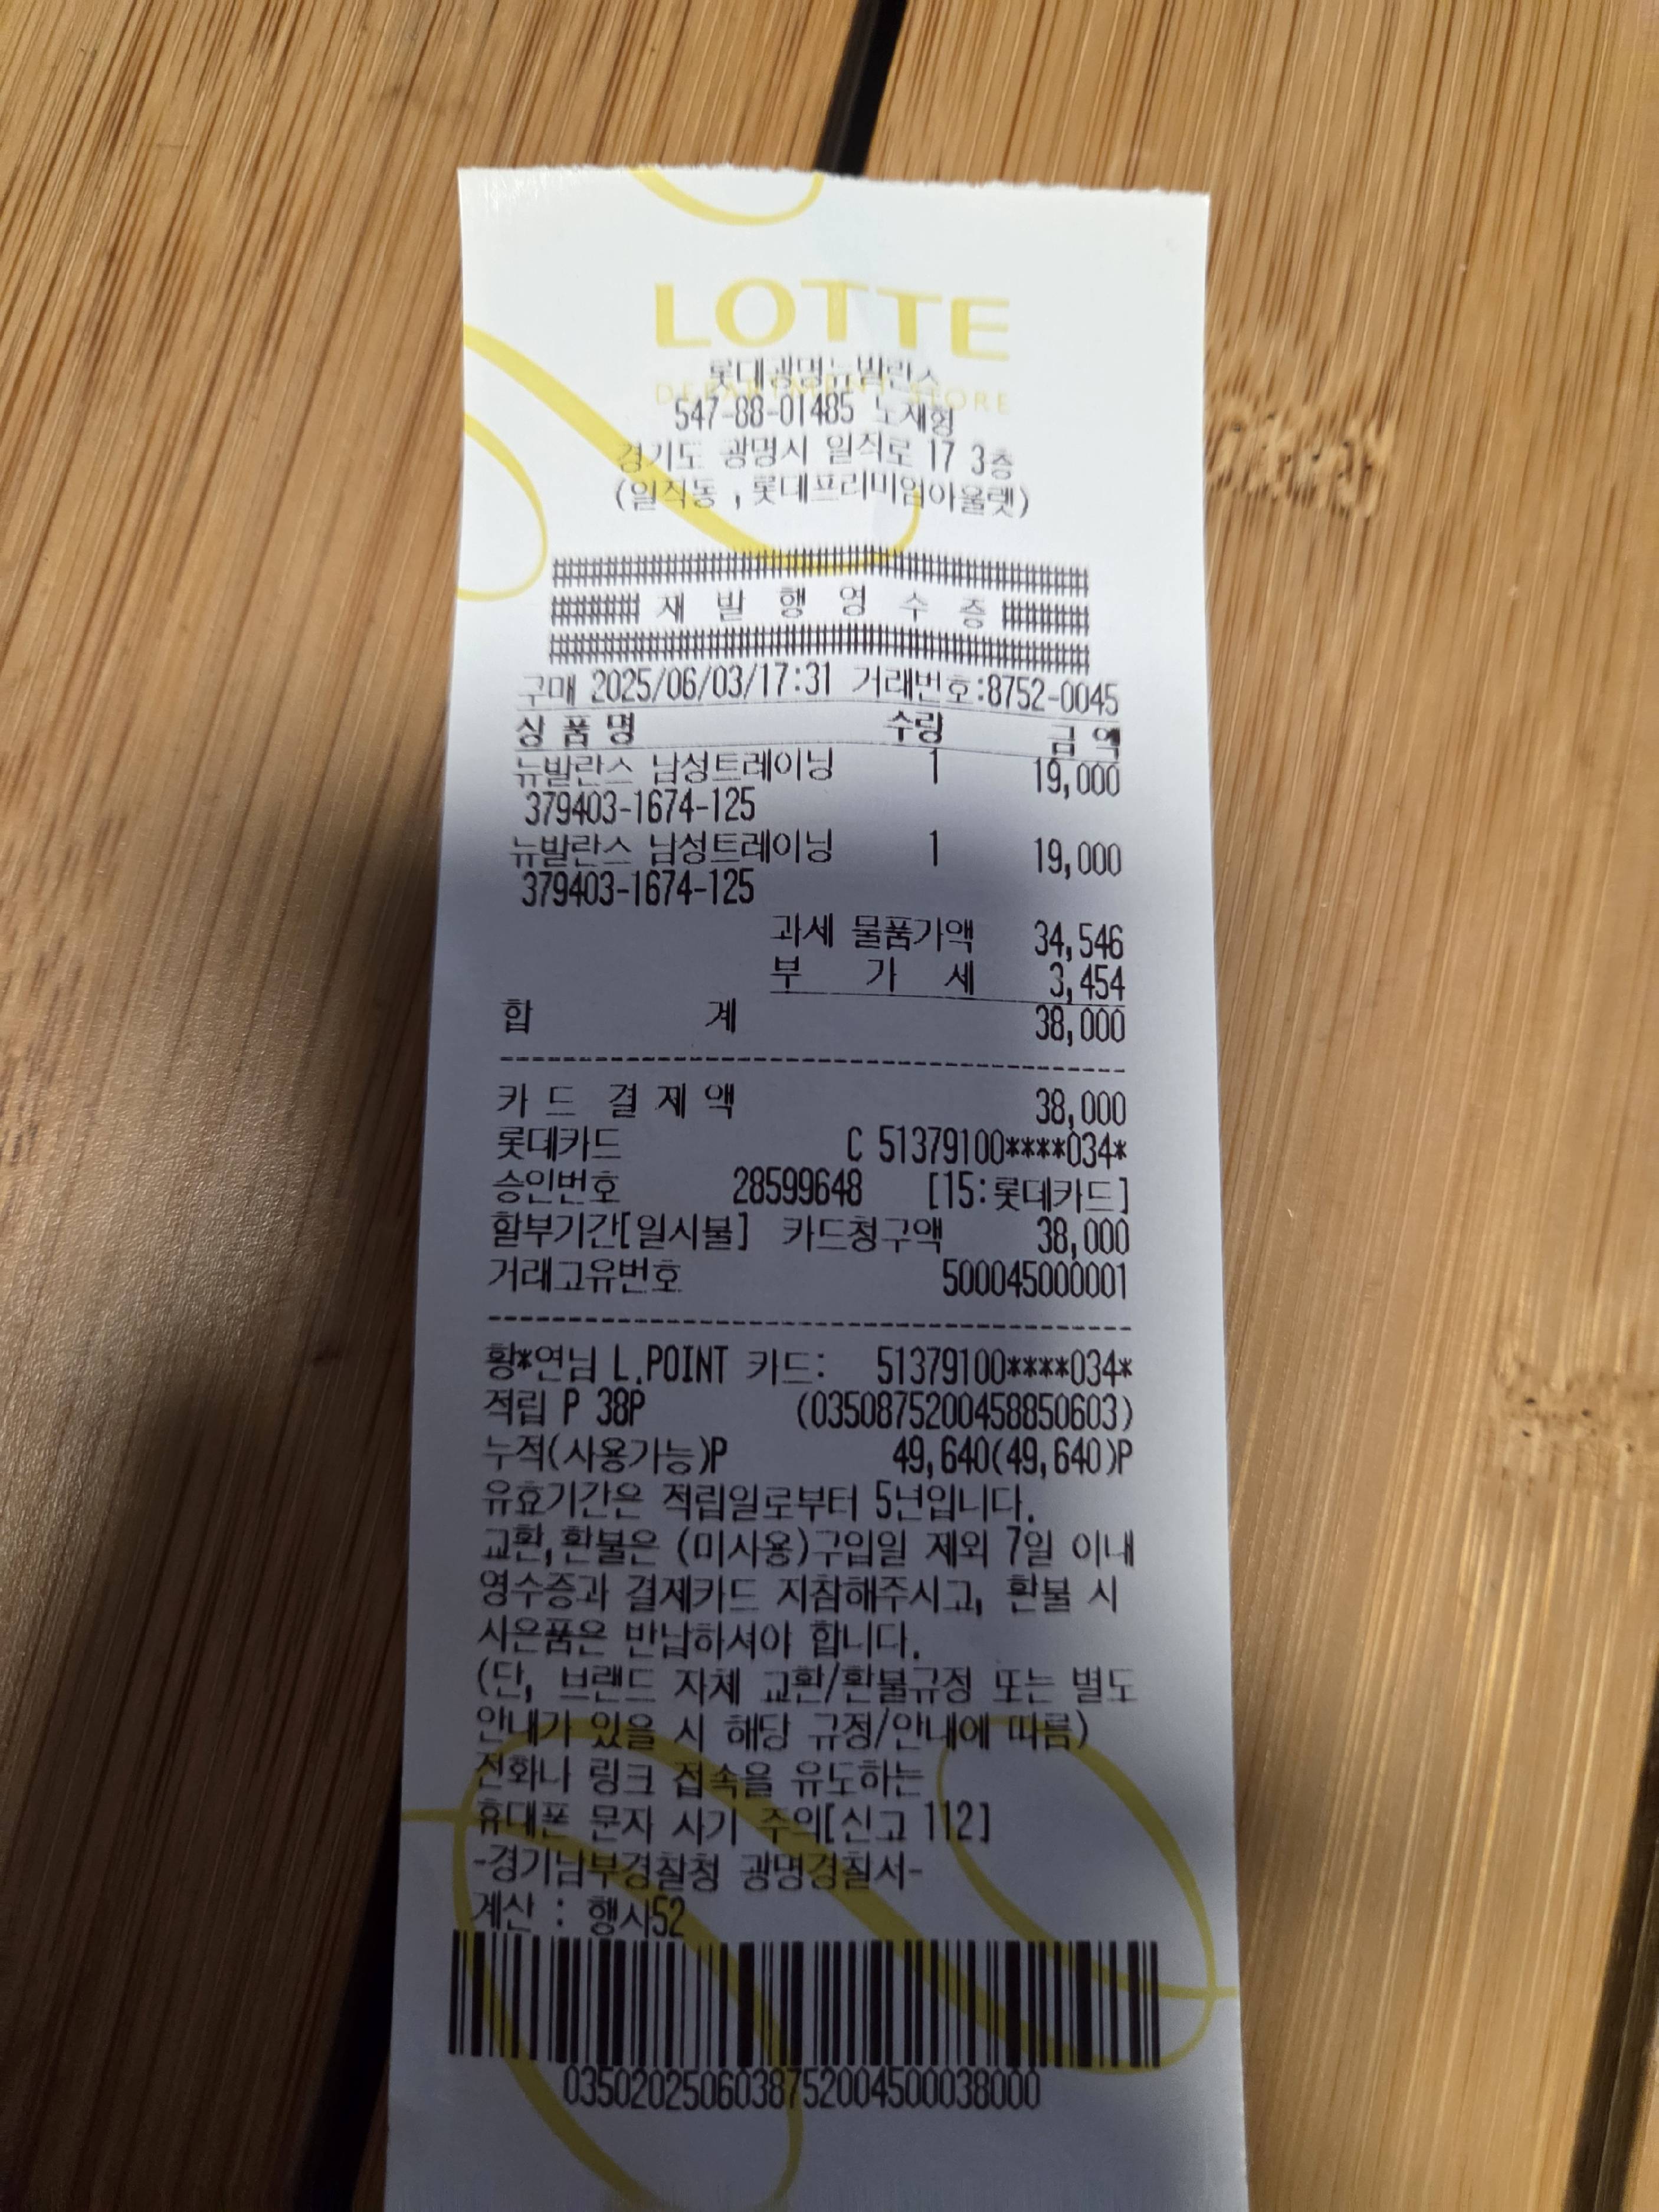 LOTTE
롯데광명뉴발란스
DEPARTMENT STORE
547-88-01485 노재형
경기도 광명시 일직로 17 3층
(일직동 , 롯데프리미엄아울렛)
재 발 행 영 수 증
구매 2025/06/03/17:31 거래번호:8752-0045
상 품 명 수량 금 액
뉴발란스 남성트레이닝 1 19,000
379403-1674-125
뉴발란스 남성트레이닝 1 19,000
379403-1674-125
과세 물품가액 34,546
부 가 세 3,454
합 계 38,000
카 드 결 제 액 38,000
롯데카드 C 51379100****034*
승인번호 28599648 [15:롯데카드]
할부기간[일시불] 카드청구액 38,000
거래고유번호 500045000001
황*연님 L.POINT 카드: 51379100****034*
적립 P 38P (0350875200458850603)
누적(사용가능)P 49,640(49,640)P
유효기간은 적립일로부터 5년입니다.
교환,환불은 (미사용)구입일 제외 7일 이내
영수증과 결제카드 지참해주시고, 환불 시
사은품은 반납하셔야 합니다.
(단, 브랜드 자체 교환/환불규정 또는 별도
안내가 있을 시 해당 규정/안내에 따름)
전화나 링크 접속을 유도하는
휴대폰 문자 사기 주의[신고 112]
-경기남부경찰청 광명경찰서-
계산 : 행사52
0350202506038752004500038000